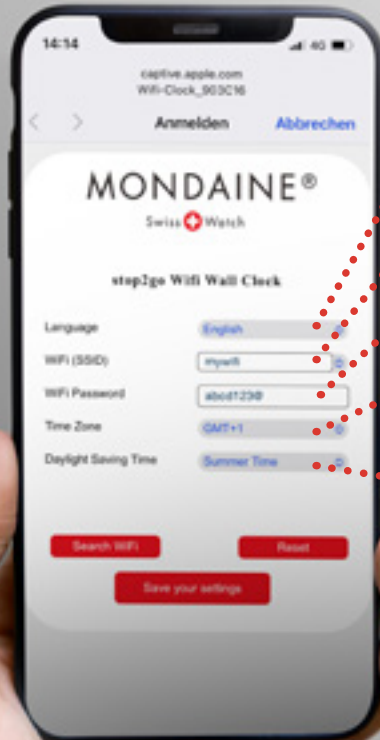 14:14 4G
captive.apple.com
Wifi-Clock_903C16
Anmelden Abbrechen
MONDAINE®
Swiss Watch
stop2go Wifi Wall Clock
Language English
WiFi (SSID) mywifi
WiFi Password abcd123@
Time Zone GMT+1
Daylight Saving Time Summer Time
Search WiFi Reset
Save your settings